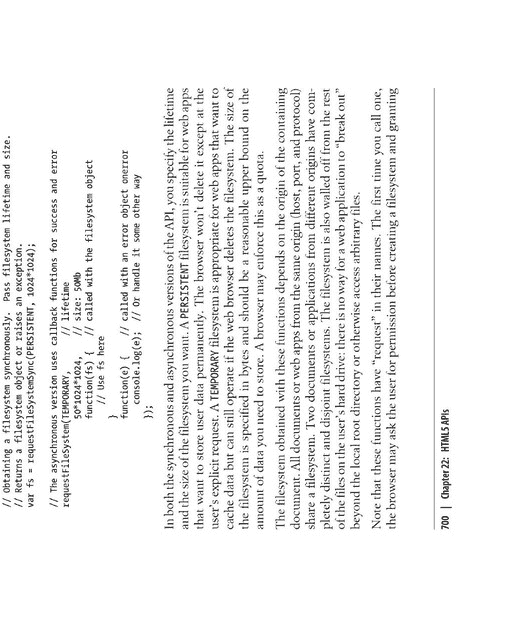 // Obtaining a filesystem synchronously.  Pass filesystem lifetime and size.
// Returns a filesystem object or raises an exception.
var fs = requestFileSystemSync(PERSISTENT, 1024*1024);
// The asynchronous version uses callback functions for success and error
requestFileSystem(TEMPORARY,          // lifetime
50*1024*1024,       // size: 50Mb
function(fs) {      // called with the filesystem object
// Use fs here
}
function(e) {       // called with an error object onerror
console.log(e);  // Or handle it some other way
});
In both the synchronous and asynchronous versions of the API, you specify the lifetime
and the size of the filesystem you want. A PERSISTENT filesystem is suitable for web apps
that want to store user data permanently. The browser won't delete it except at the
user's explicit request. A TEMPORARY filesystem is appropriate for web apps that want to
cache data but can still operate if the web browser deletes the filesystem. The size of
the filesystem is specified in bytes and should be a reasonable upper bound on the
amount of data you need to store. A browser may enforce this as a quota.
The filesystem obtained with these functions depends on the origin of the containing
document. All documents or web apps from the same origin (host, port, and protocol)
share a filesystem. Two documents or applications from different origins have com-
pletely distinct and disjoint filesystems. The filesystem is also walled off from the rest
of the files on the user's hard drive: there is no way for a web application to “break out”
beyond the local root directory or otherwise access arbitrary files.
Note that these functions have “request” in their names. The first time you call one,
the browser may ask the user for permission before creating a filesystem and granting
700 | Chapter 22: HTML5 APIs